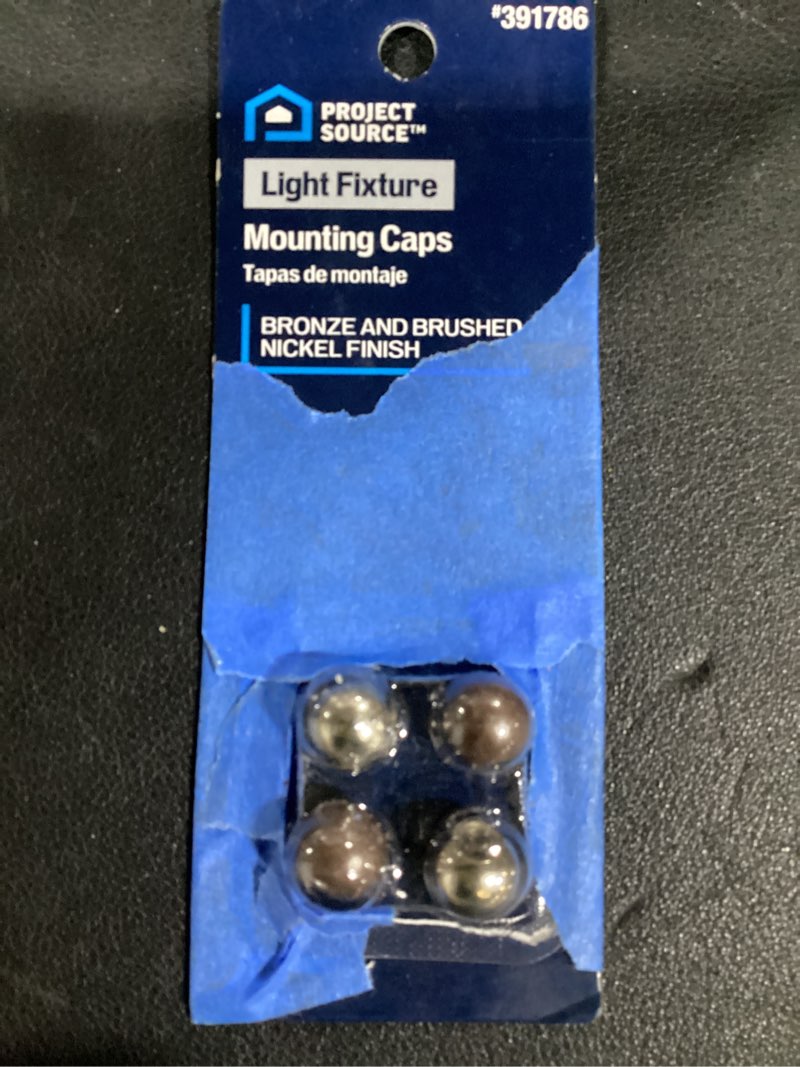 #391786
PROJECT
SOURCE™
Light Fixture
Mounting Caps
Tapas de montaje
BRONZE AND BRUSHED
NICKEL FINISH